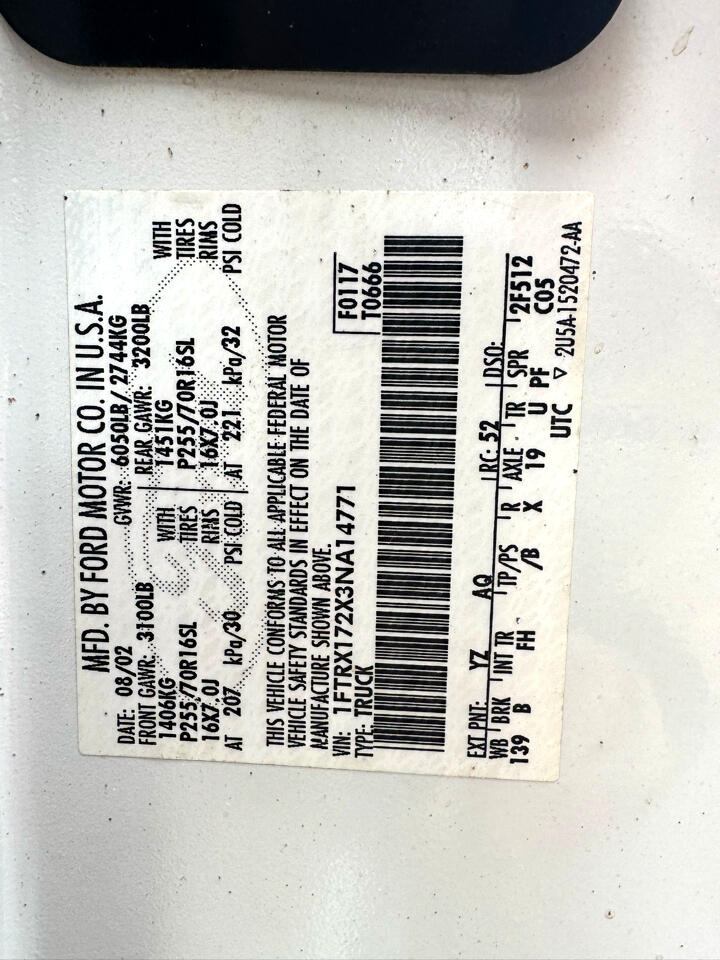 MFD. BY FORD MOTOR CO. IN U.S.A.
DATE: 08/02 GVWR: 6050LB/ 2744KG
FRONT GAWR: 3100LB REAR GAWR: 3200LB
1406KG WITH 1451KG WITH
P255/70R16SL TIRES P255/70R16SL TIRES
16X7.0J RIMS 16X7.0J RIMS
AT 207 kPa/30 PSI COLD AT 221 kPa/32 PSI COLD
THIS VEHICLE CONFORMS TO ALL APPLICABLE FEDERAL MOTOR
VEHICLE SAFETY STANDARDS IN EFFECT ON THE DATE OF
MANUFACTURE SHOWN ABOVE.
VIN: 1FTRX172X3NA14771 F0117
TYPE: TRUCK T0666
EXT PNT: YZ AQ RC: 52 DSO:
WB BRK INT TR TP/PS R AXLE TR SPR 2F512
139 B FH /B X 19 U PF C05
UTC ▽ 2U5A-1520472-AA